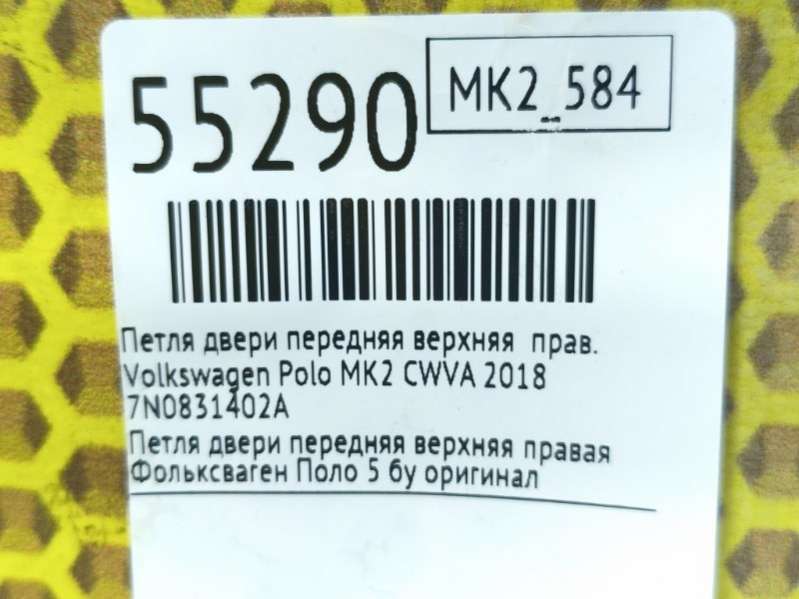 55290
MK2_584
Петля двери передняя верхняя прав.
Volkswagen Polo MK2 CWVA 2018
7N0831402A
Петля двери передняя верхняя правая
Фольксваген Поло 5 бу оригинал